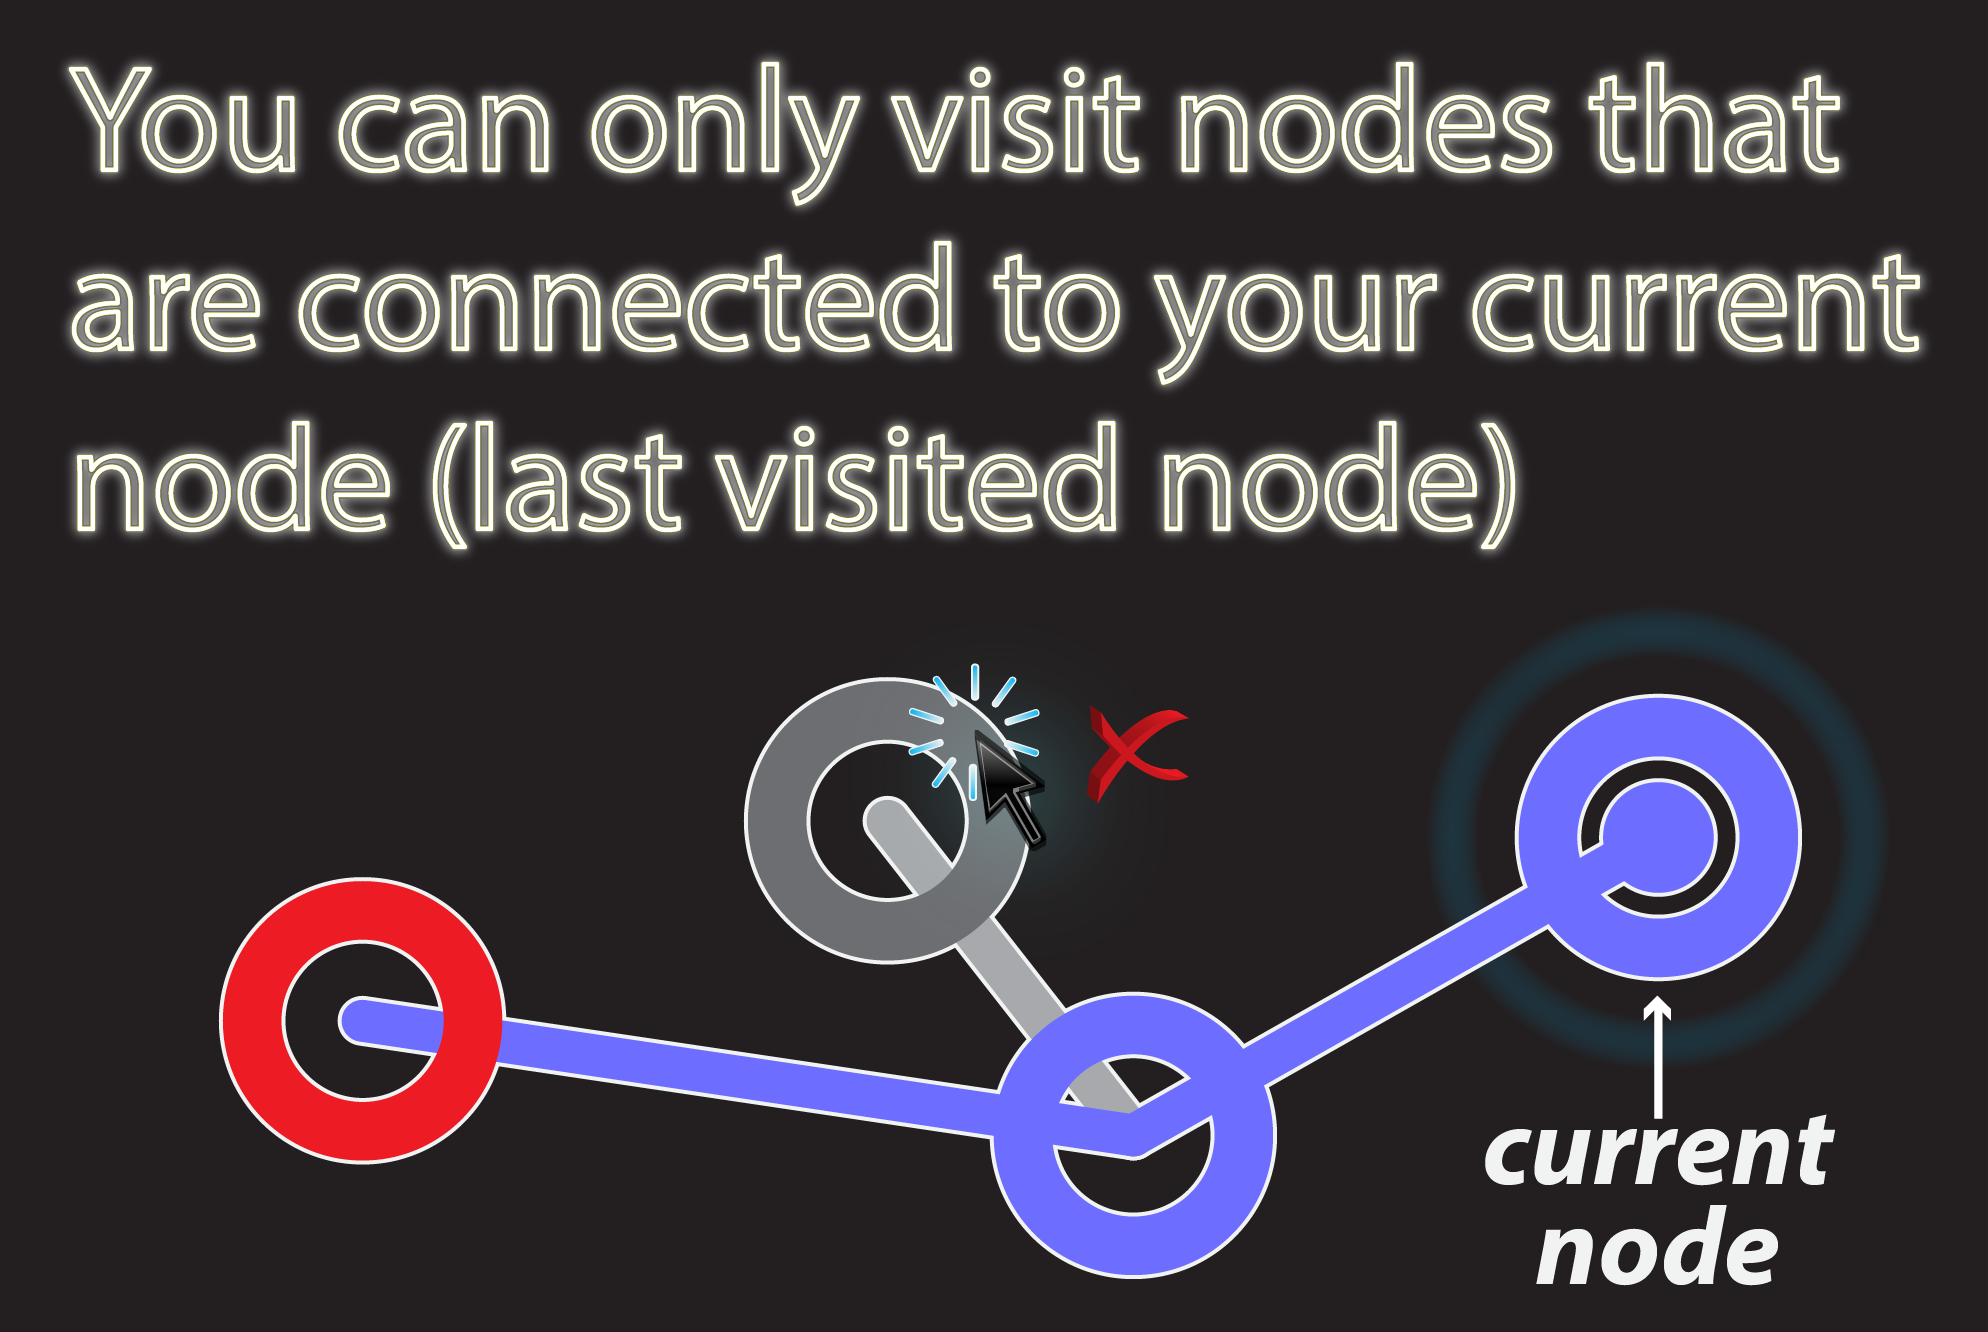 You can only visit nodes that
are connected to your current
node (last visited node)
current
node